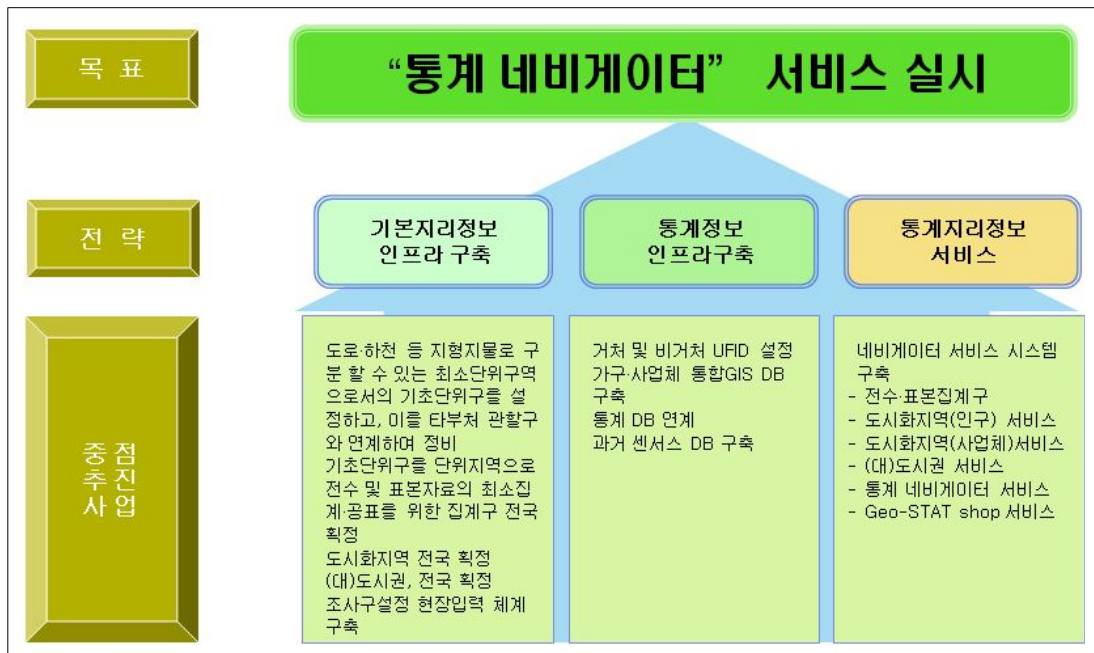 목 표
“통계 네비게이터” 서비스 실시
전 략
기본지리정보
인프라 구축
통계정보
인프라구축
통계지리정보
서비스
중 점
추 진
사 업
도로·하천 등 지형지물로 구
분 할 수 있는 최소단위구역
으로서의 기초단위구를 설
정하고, 이를 타부처 관할구
와 연계하여 정비
기초단위구를 단위지역으로
전수 및 표본자료의 최소집
계·공표를 위한 집계구 전국
획정
도시화지역 전국 획정
(대)도시권, 전국 획정
조사구설정 현장입력 체계
구축
거처 및 비거처 UFID 설정
가구·사업체 통합GIS DB
구축
통계 DB 연계
과거 센서스 DB 구축
네비게이터 서비스 시스템
구축
- 전수·표본집계구
- 도시화지역(인구) 서비스
- 도시화지역(사업체)서비스
- (대)도시권 서비스
- 통계 네비게이터 서비스
- Geo-STAT shop 서비스